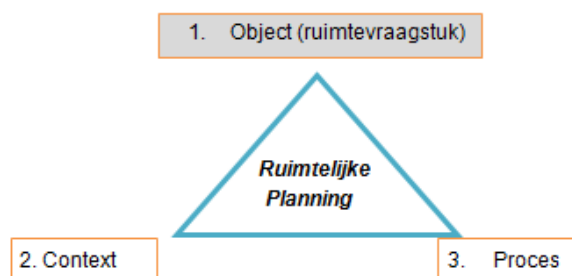 1. Object (ruimtevraagstuk)
Ruimtelijke
Planning
2. Context
3. Proces